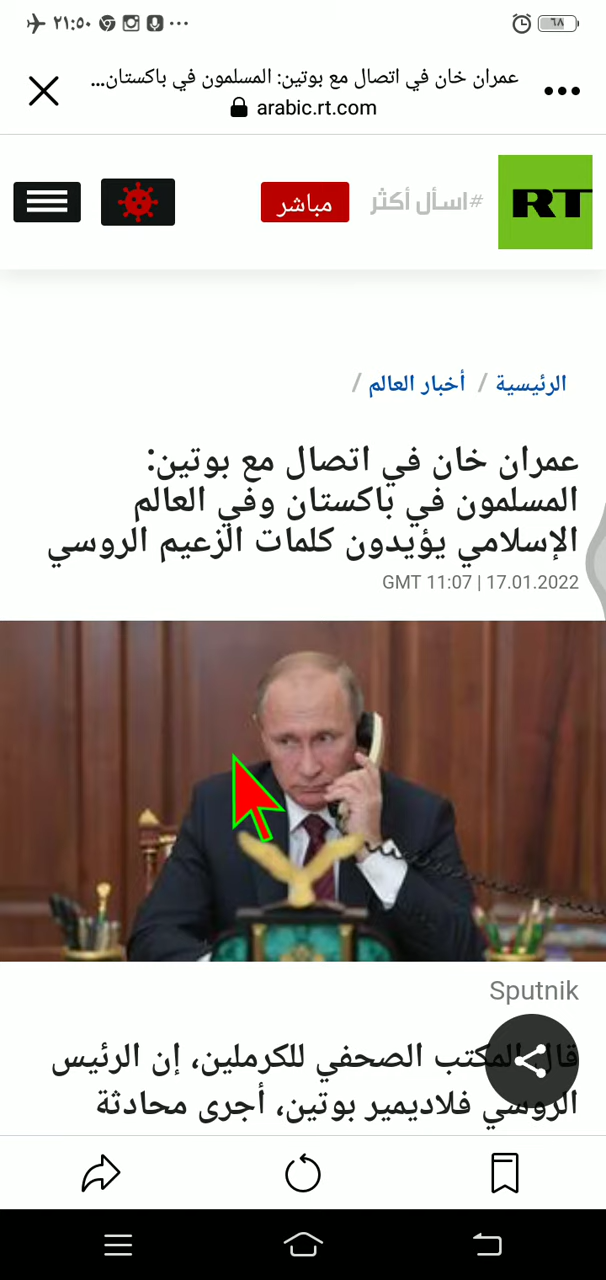 ٢١:٥٠
٦٨
عمران خان في اتصال مع بوتين: المسلمون في باكستان...
arabic.rt.com
RT
#اسأل أكثر
مباشر
الرئيسية / أخبار العالم /
عمران خان في اتصال مع بوتين:
المسلمون في باكستان وفي العالم
الإسلامي يؤيدون كلمات الزعيم الروسي
GMT 11:07 | 17.01.2022
Sputnik
قال المكتب الصحفي للكرملين، إن الرئيس
الروسي فلاديمير بوتين، أجرى محادثة